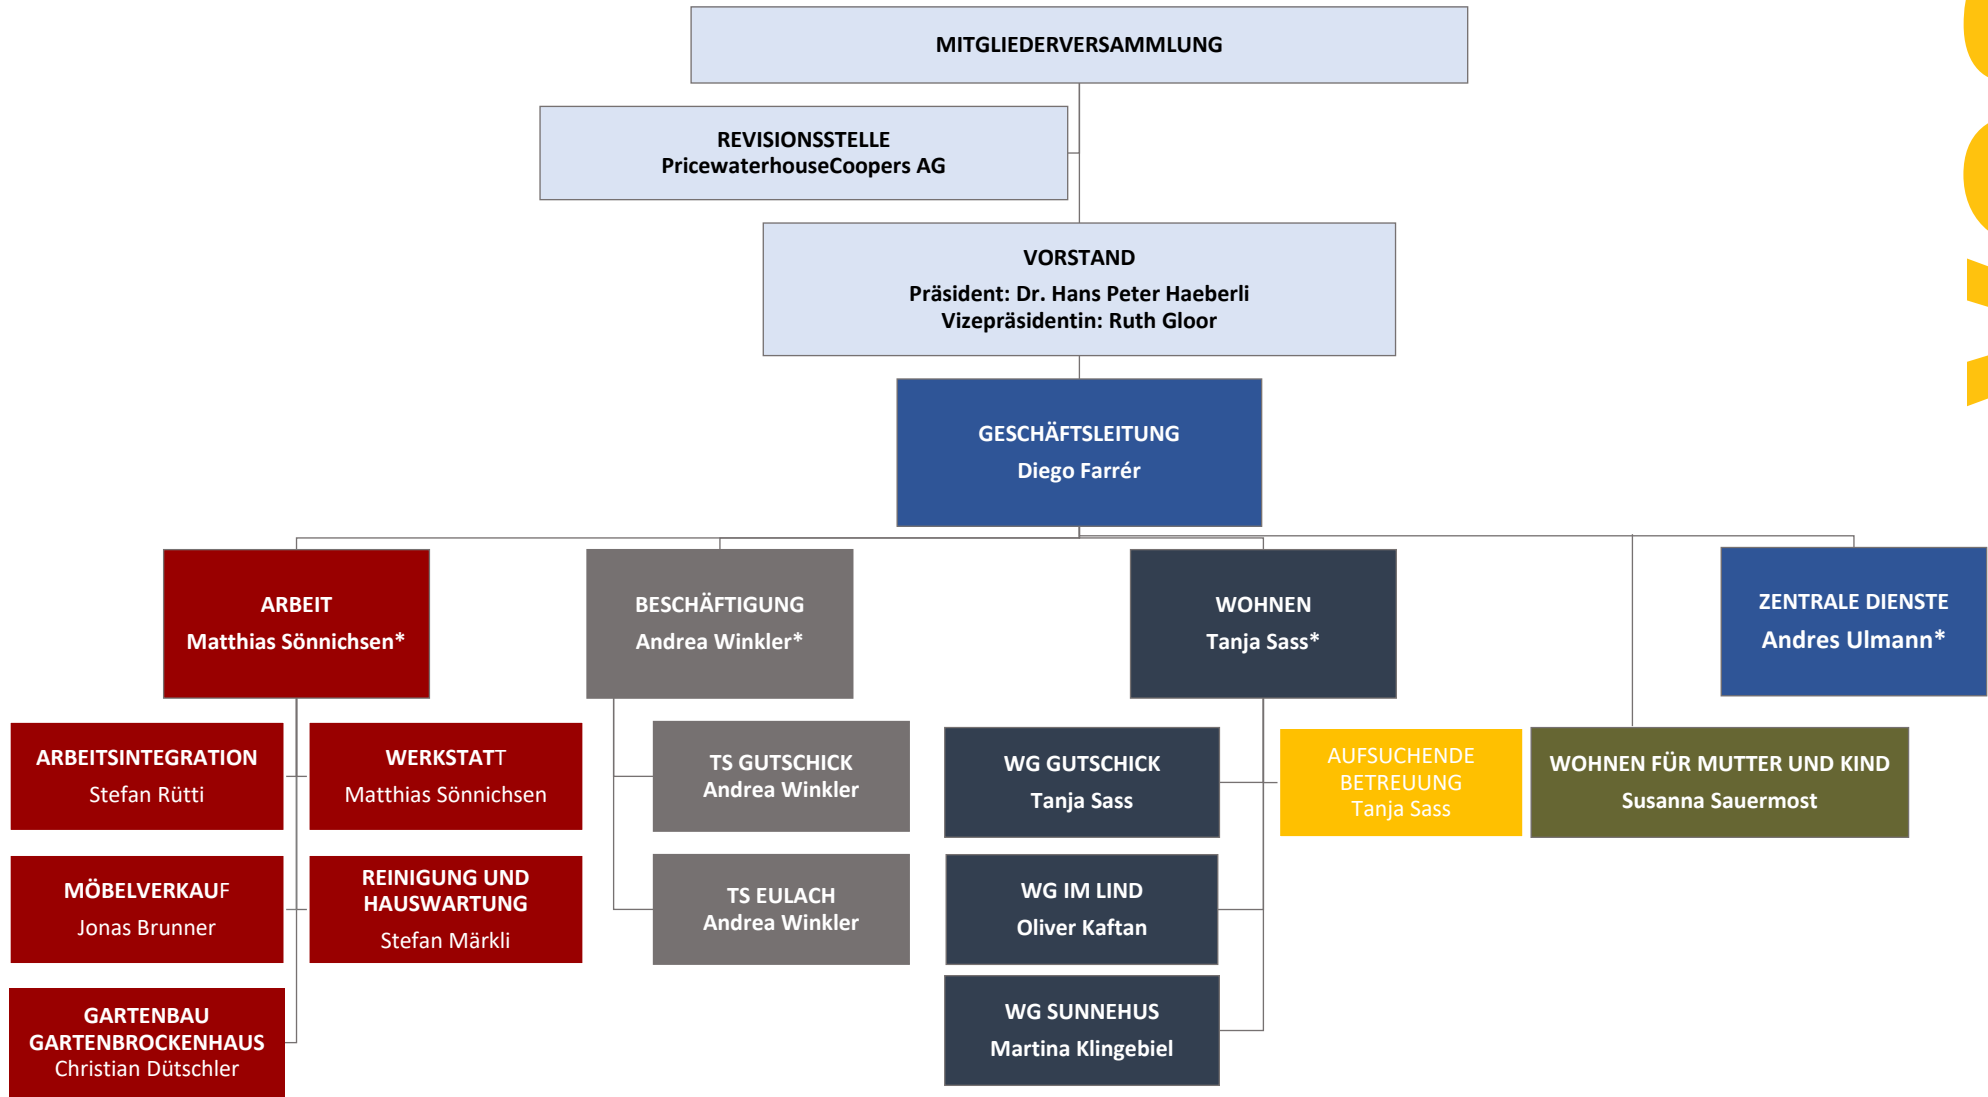 MITGLIEDERVERSAMMLUNG
REVISIONSSTELLE
PricewaterhouseCoopers AG
VORSTAND
Präsident: Dr. Hans Peter Haeberli
Vizepräsidentin: Ruth Gloor
GESCHÄFTSLEITUNG
Diego Farrér
ARBEIT
Matthias Sönnichsen*
BESCHÄFTIGUNG
Andrea Winkler*
WOHNEN
Tanja Sass*
ZENTRALE DIENSTE
Andres Ulmann*
ARBEITSINTEGRATION
Stefan Rütti
WERKSTATT
Matthias Sönnichsen
TS GUTSCHICK
Andrea Winkler
WG GUTSCHICK
Tanja Sass
AUFSUCHENDE
BETREUUNG
Tanja Sass
WOHNEN FÜR MUTTER UND KIND
Susanna Sauermost
MÖBELVERKAUF
Jonas Brunner
REINIGUNG UND
HAUSWARTUNG
Stefan Märkli
TS EULACH
Andrea Winkler
WG IM LIND
Oliver Kaftan
GARTENBAU
GARTENBROCKENHAUS
Christian Dütschler
WG SUNNEHUS
Martina Klingebiel